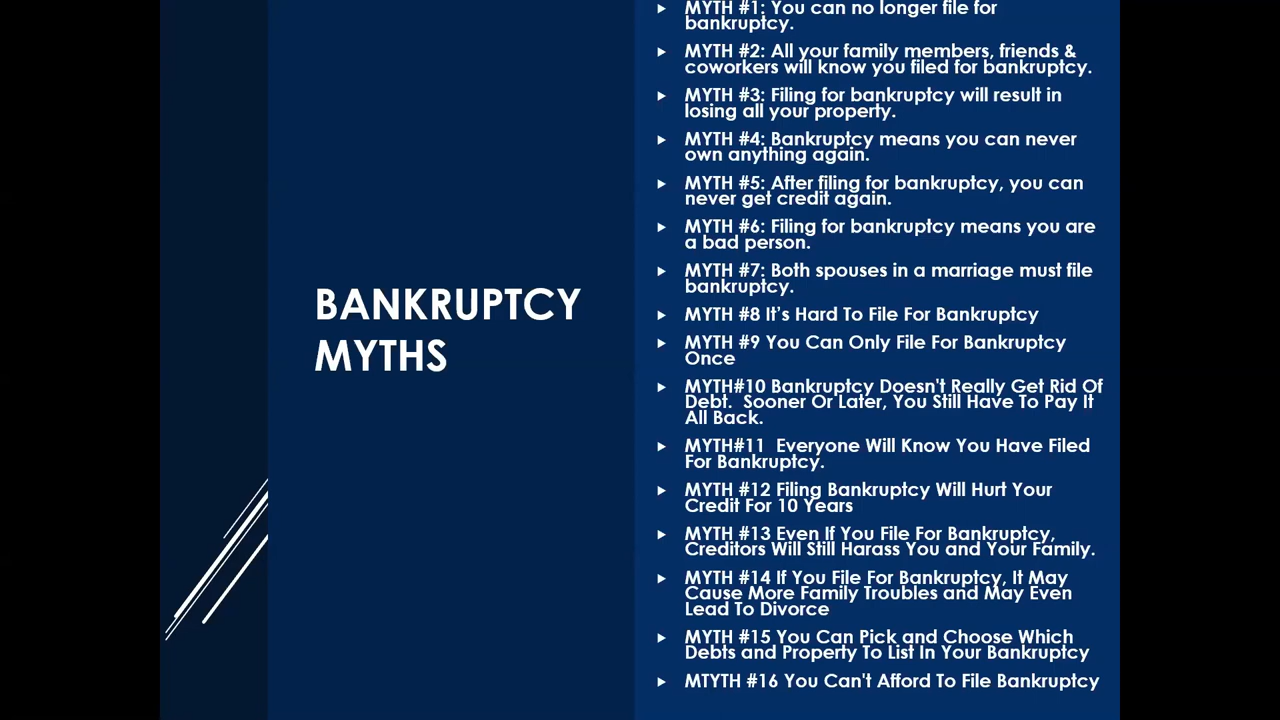 BANKRUPTCY
MYTHS
MYTH #1: You can no longer file for
bankruptcy.
MYTH #2: All your family members, friends &
coworkers will know you filed for bankruptcy.
MYTH #3: Filing for bankruptcy will result in
losing all your property.
MYTH #4: Bankruptcy means you can never
own anything again.
MYTH #5: After filing for bankruptcy, you can
never get credit again.
MYTH #6: Filing for bankruptcy means you are
a bad person.
MYTH #7: Both spouses in a marriage must file
bankruptcy.
MYTH #8 It's Hard To File For Bankruptcy
MYTH #9 You Can Only File For Bankruptcy
Once
MYTH#10 Bankruptcy Doesn't Really Get Rid Of
Debt.  Sooner Or Later, You Still Have To Pay It
All Back.
MYTH#11  Everyone Will Know You Have Filed
For Bankruptcy.
MYTH #12 Filing Bankruptcy Will Hurt Your
Credit For 10 Years
MYTH #13 Even If You File For Bankruptcy,
Creditors Will Still Harass You and Your Family.
MYTH #14 If You File For Bankruptcy, It May
Cause More Family Troubles and May Even
Lead To Divorce
MYTH #15 You Can Pick and Choose Which
Debts and Property To List In Your Bankruptcy
MTYTH #16 You Can't Afford To File Bankruptcy